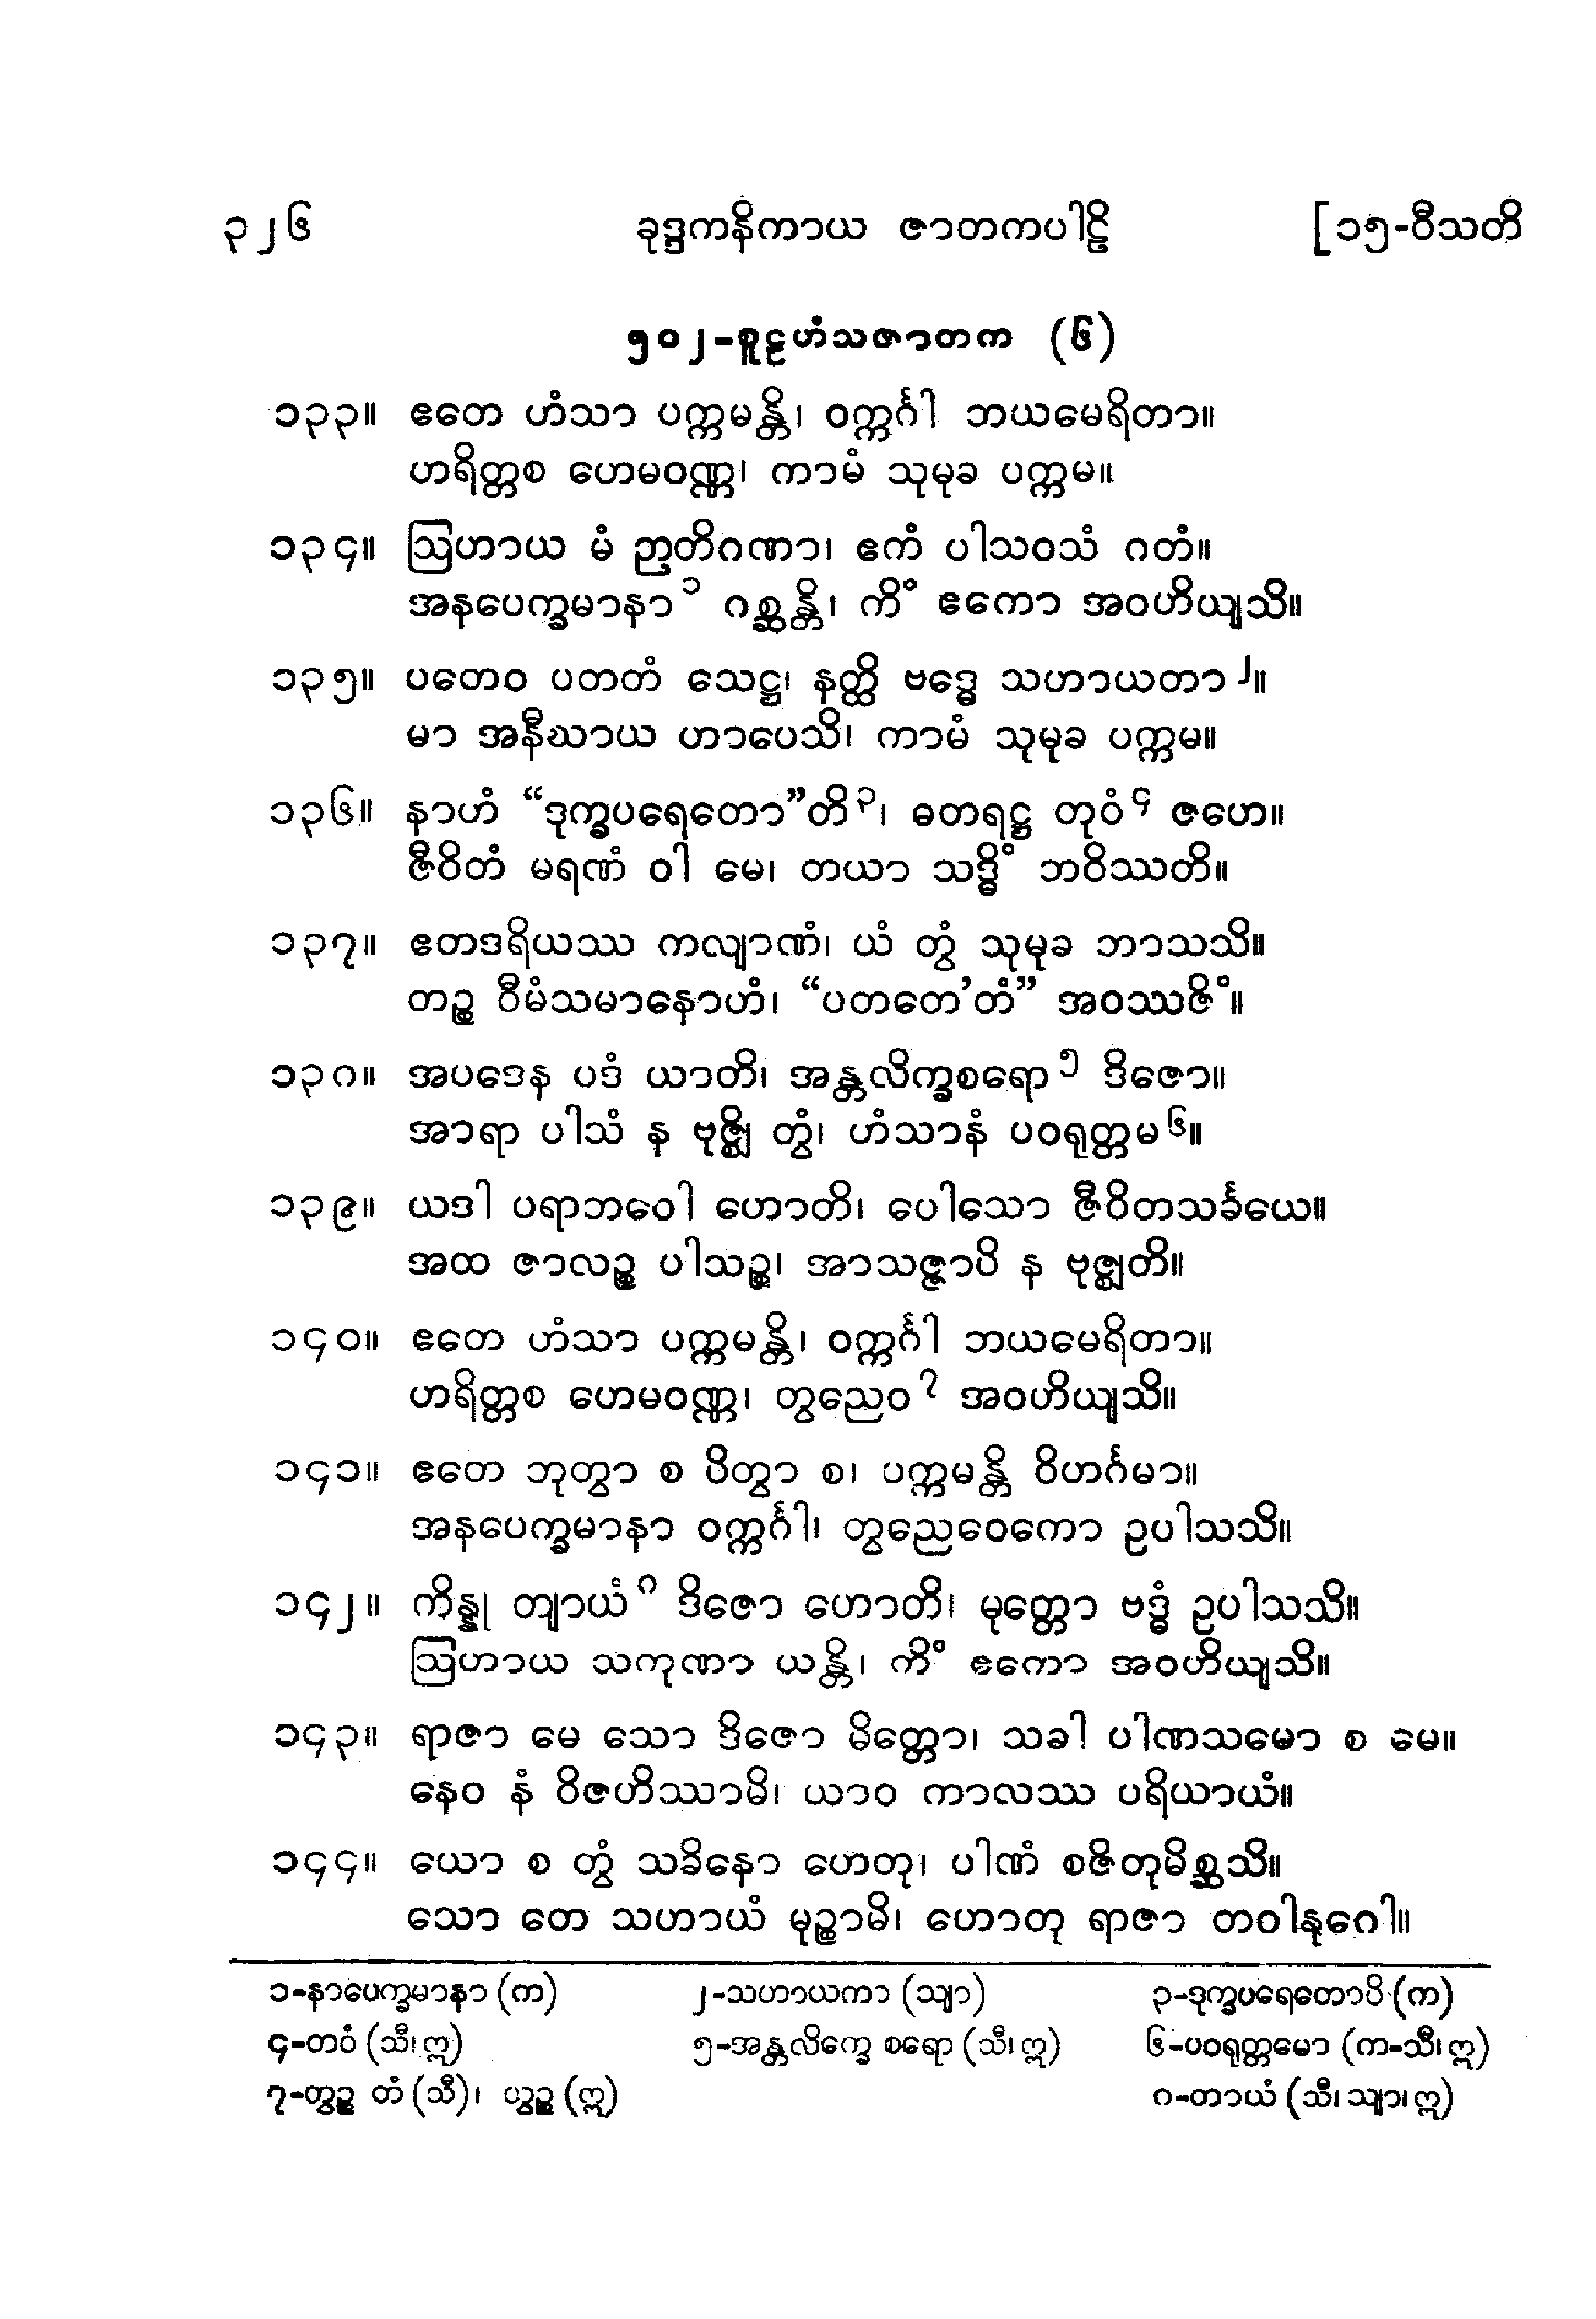 ၃၂၆ ခုဒ္ဒကနိကာယ ဇာတကပါဠိ [၁၅-ဝီသတိ
၅၀၂-စူဠဟံသဇာတက (၆)
၁၃၃။ ဧတေ ဟံသာ ပက္ကမန္တိ၊ ဝက္ကင်္ဂါ ဘယမေရိတာ။
ဟရိတ္တစ ဟေမဝဏ္ဏ၊ ကာမံ သုမုခ ပက္ကမ။
၁၃၄။ ဩဟာယ မံ ဉာတိဂဏာ၊ ဧကံ ပါသဝသံ ဂတံ။
အနပေက္ခမာနာ ၁ ဂစ္ဆန္တိ၊ ကိံ ဧကော အဝဟိယျသိ။
၁၃၅။ ပတေဝ ပတတံ သေဋ္ဌ၊ နတ္ထိ ဗဒ္ဓေ သဟာယတာ ၂။
မာ အနီဃာယ ဟာပေသိ၊ ကာမံ သုမုခ ပက္ကမ။
၁၃၆။ နာဟံ “ဒုက္ခပရေတော”တိ ၃၊ ဓတရဋ္ဌ တုဝံ ၄ ဇဟေ။
ဇီဝိတံ မရဏံ ဝါ မေ၊ တယာ သဒ္ဓိံ ဘဝိဿတိ။
၁၃၇။ ဧတဒရိယဿ ကလျာဏံ၊ ယံ တွံ သုမုခ ဘာသသိ။
တဉ္စ ဝီမံသမာနောဟံ၊ “ပတတေ’တံ” အဝဿဇိံ။
၁၃၈။ အပဒေန ပဒံ ယာတိ၊ အန္တလိက္ခစရော ၅ ဒိဇော။
အာရာ ပါသံ န ဗုဇ္ဈိ တွံ၊ ဟံသာနံ ပဝရုတ္တမ ၆။
၁၃၉။ ယဒါ ပရာဘဝေါ ဟောတိ၊ ပေါသော ဇီဝိတသင်္ခယေ။
အထ ဇာလဉ္စ ပါသဉ္စ၊ အာသဇ္ဇာပိ န ဗုဇ္ဈတိ။
၁၄၀။ ဧတေ ဟံသာ ပက္ကမန္တိ၊ ဝက္ကင်္ဂါ ဘယမေရိတာ။
ဟရိတ္တစ ဟေမဝဏ္ဏ၊ တွညေဝ ၇ အဝဟိယျသိ။
၁၄၁။ ဧတေ ဘုတွာ စ ပိတွာ စ၊ ပက္ကမန္တိ ဝိဟင်္ဂမာ။
အနပေက္ခမာနာ ဝက္ကင်္ဂါ၊ တွညေဝေကော ဥပါသသိ။
၁၄၂။ ကိန္နု တျာယံ ၈ ဒိဇော ဟောတိ၊ မုတ္တော ဗဒ္ဓံ ဥပါသသိ။
ဩဟာယ သကုဏာ ယန္တိ၊ ကိံ ဧကော အဝဟိယျသိ။
၁၄၃။ ရာဇာ မေ သော ဒိဇော မိတ္တော၊ သခါ ပါဏသမော စ မေ။
နေဝ နံ ဝိဇဟိဿာမိ၊ ယာဝ ကာလဿ ပရိယာယံ။
၁၄၄။ ယော စ တွံ သခိနော ဟေတု၊ ပါဏံ စဇိတုမိစ္ဆသိ။
သော တေ သဟာယံ မုဉ္စာမိ၊ ဟောတု ရာဇာ တဝါနုဂေါ။
၁-နာပေက္ခမာနာ (က) ၂-သဟာယကာ (သျာ) ၃-ဒုက္ခပရေတောပိ (က)
၄-တဝံ (သီ၊ ဣ) ၅-အန္တလိက္ခေ စရော (သီ၊ ဣ) ၆-ပဝရုတ္တမော (က-သီ၊ ဣ)
၇-တွဉ္စ တံ (သီ)၊ ယွဉ္စ (ဣ) ၈-တာယံ (သီ၊ သျာ၊ ဣ)